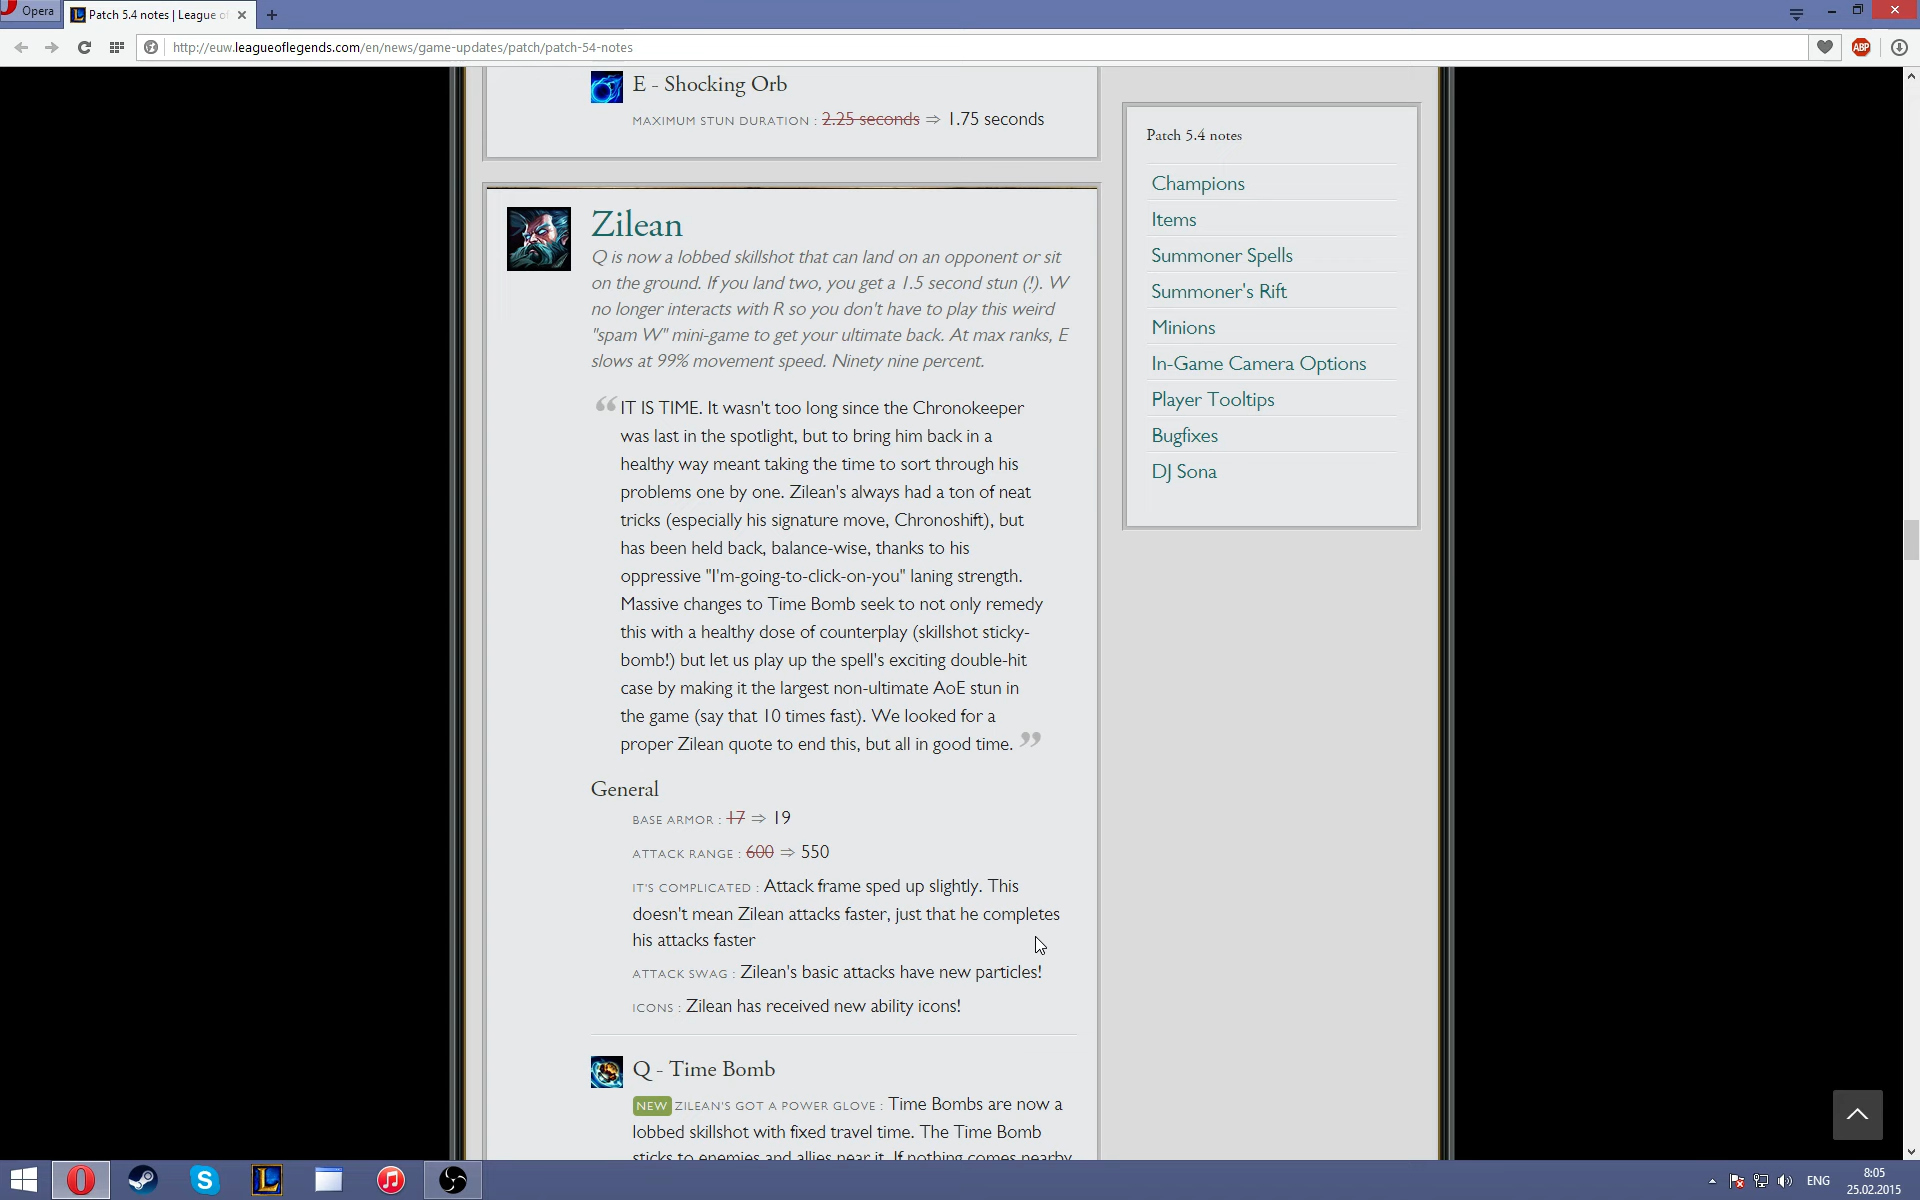 Opera
Patch 5.4 notes | League of
http://euw.leagueoflegends.com/en/news/game-updates/patch/patch-54-notes
ABP
E - Shocking Orb
MAXIMUM STUN DURATION : 2.25 seconds ⇒ 1.75 seconds
Zilean
Q is now a lobbed skillshot that can land on an opponent or sit
on the ground. If you land two, you get a 1.5 second stun (!). W
no longer interacts with R so you don't have to play this weird
"spam W" mini-game to get your ultimate back. At max ranks, E
slows at 99% movement speed. Ninety nine percent.
“ IT IS TIME. It wasn't too long since the Chronokeeper
was last in the spotlight, but to bring him back in a
healthy way meant taking the time to sort through his
problems one by one. Zilean's always had a ton of neat
tricks (especially his signature move, Chronoshift), but
has been held back, balance-wise, thanks to his
oppressive "I'm-going-to-click-on-you" laning strength.
Massive changes to Time Bomb seek to not only remedy
this with a healthy dose of counterplay (skillshot sticky-
bomb!) but let us play up the spell's exciting double-hit
case by making it the largest non-ultimate AoE stun in
the game (say that 10 times fast). We looked for a
proper Zilean quote to end this, but all in good time. ”
General
BASE ARMOR : 17 ⇒ 19
ATTACK RANGE : 600 ⇒ 550
IT'S COMPLICATED : Attack frame sped up slightly. This
doesn't mean Zilean attacks faster, just that he completes
his attacks faster
ATTACK SWAG : Zilean's basic attacks have new particles!
ICONS : Zilean has received new ability icons!
Q - Time Bomb
NEW ZILEAN'S GOT A POWER GLOVE : Time Bombs are now a
lobbed skillshot with fixed travel time. The Time Bomb
sticks to enemies and allies near it. If nothing comes nearby
Patch 5.4 notes
Champions
Items
Summoner Spells
Summoner's Rift
Minions
In-Game Camera Options
Player Tooltips
Bugfixes
DJ Sona
ENG
8:05
25.02.2015